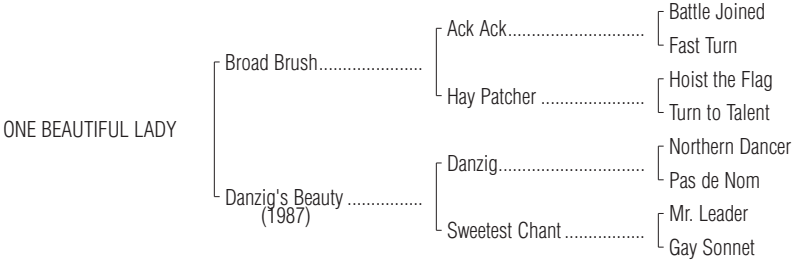 Battle Joined
Ack Ack.............................
Fast Turn
Broad Brush......................
Hoist the Flag
Hay Patcher ......................
Turn to Talent
ONE BEAUTIFUL LADY
Northern Dancer
Danzig...............................
Pas de Nom
Danzig's Beauty ................
(1987)
Mr. Leader
Sweetest Chant .................
Gay Sonnet